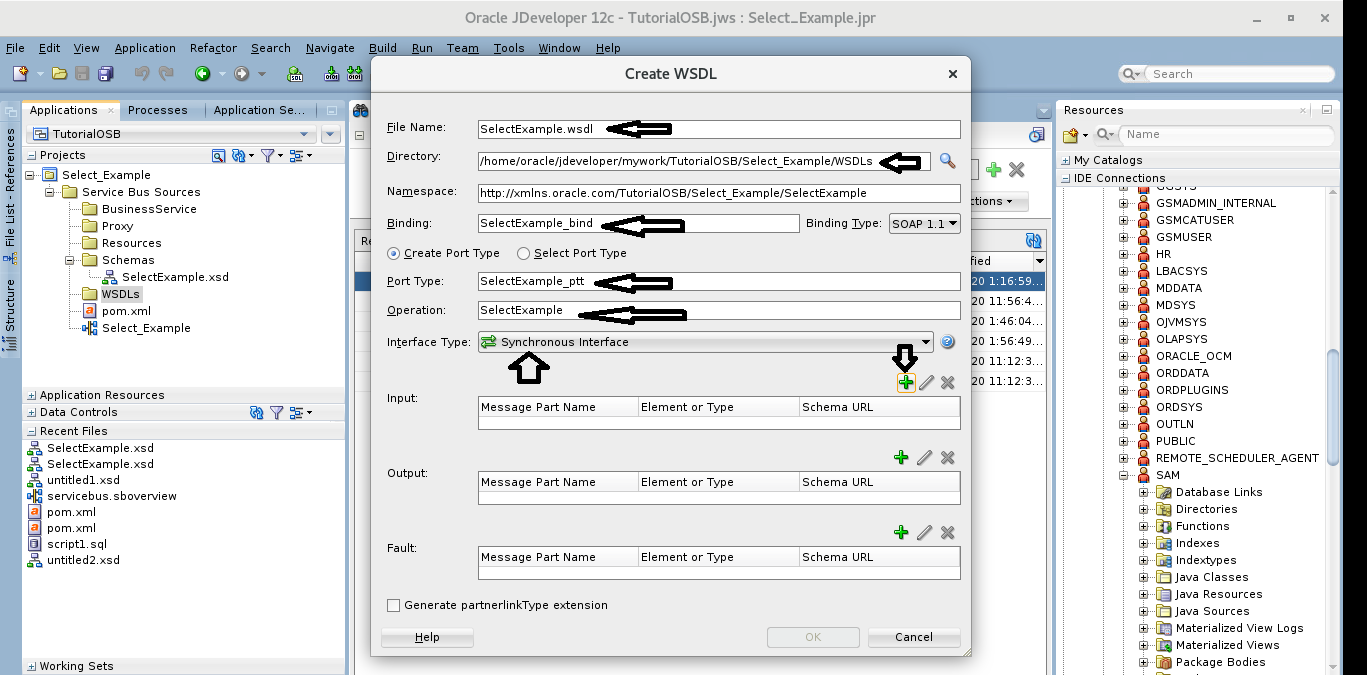 Oracle JDeveloper 12c - TutorialOSB.jws : Select_Example.jpr
File Edit View Application Refactor Search Navigate Build Run Team Tools Window Help
Search
Applications Processes Application Se...
TutorialOSB
Projects
Select_Example
Service Bus Sources
BusinessService
Proxy
Resources
Schemas
SelectExample.xsd
WSDLs
pom.xml
Select_Example
Application Resources
Data Controls
Recent Files
SelectExample.xsd
SelectExample.xsd
untitled1.xsd
servicebus.sboverview
pom.xml
pom.xml
script1.sql
untitled2.xsd
Working Sets
File List - References
Structure
Create WSDL
File Name: SelectExample.wsdl
Directory: /home/oracle/jdeveloper/mywork/TutorialOSB/Select_Example/WSDLs
Namespace: http://xmlns.oracle.com/TutorialOSB/Select_Example/SelectExample
Binding: SelectExample_bind Binding Type: SOAP 1.1
Create Port Type Select Port Type
Port Type: SelectExample_ptt
Operation: SelectExample
Interface Type: Synchronous Interface
Input:
Message Part Name Element or Type Schema URL
Output:
Message Part Name Element or Type Schema URL
Fault:
Message Part Name Element or Type Schema URL
Generate partnerlinkType extension
Help OK Cancel
ctions
Re
fied
20 1:16:59...
20 11:56:4...
20 1:46:04...
20 1:56:49...
20 11:12:3...
20 11:12:3...
Resources
Name
My Catalogs
IDE Connections
GGSYS
GSMADMIN_INTERNAL
GSMCATUSER
GSMUSER
HR
LBACSYS
MDDATA
MDSYS
OJVMSYS
OLAPSYS
ORACLE_OCM
ORDDATA
ORDPLUGINS
ORDSYS
OUTLN
PUBLIC
REMOTE_SCHEDULER_AGENT
SAM
Database Links
Directories
Functions
Indexes
Indextypes
Java Classes
Java Resources
Java Sources
Materialized View Logs
Materialized Views
Package Bodies